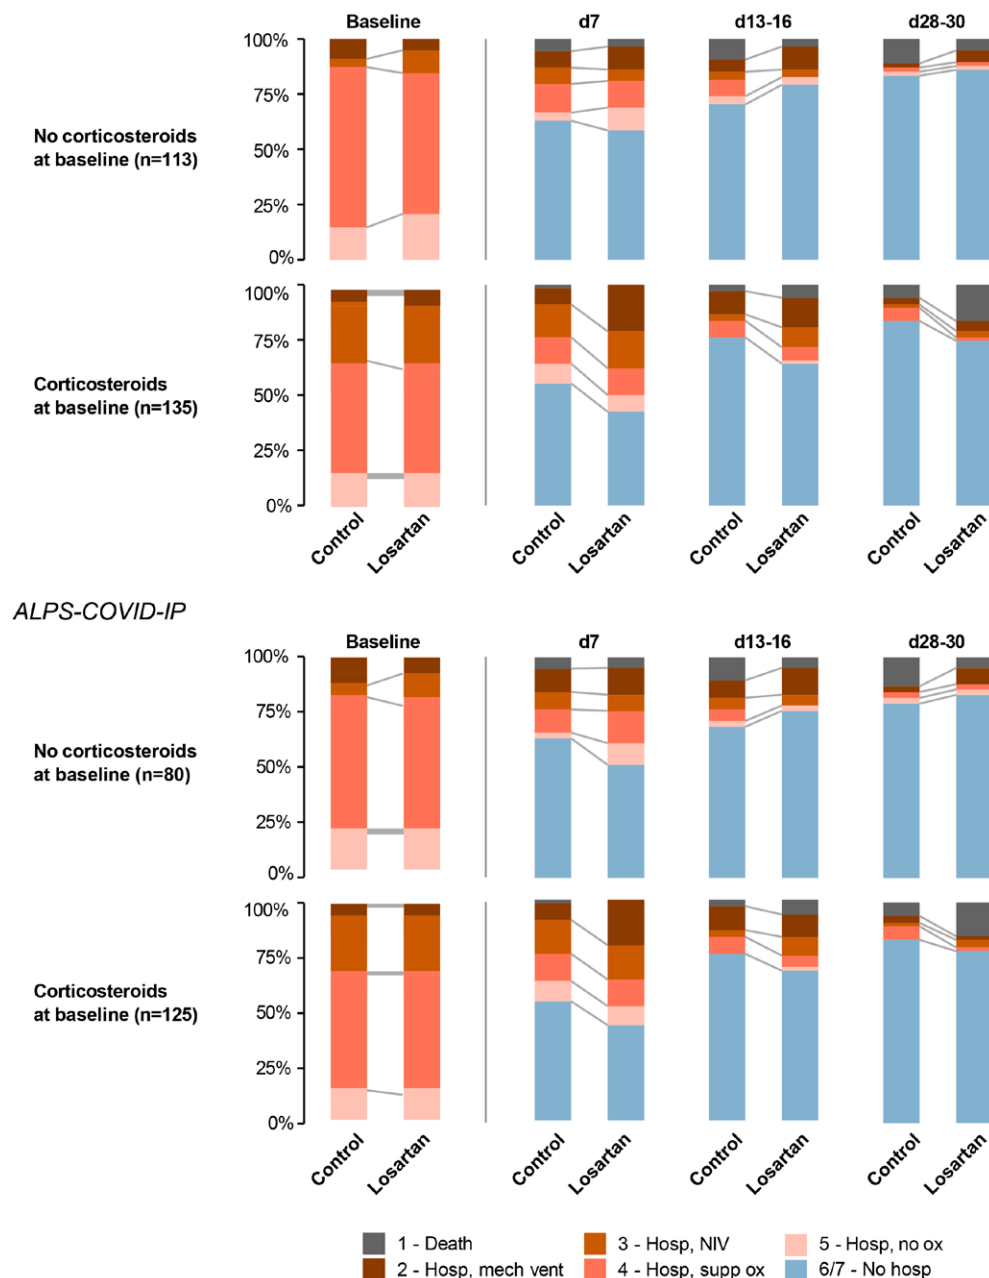 Baseline d7 d13-16 d28-30
100%
75%
No corticosteroids
at baseline (n=113)
50%
25%
0%
100%
75%
Corticosteroids
at baseline (n=135)
50%
25%
0%
Control Losartan Control Losartan Control Losartan Control Losartan
ALPS-COVID-IP
Baseline d7 d13-16 d28-30
100%
75%
No corticosteroids
at baseline (n=80)
50%
25%
0%
100%
75%
Corticosteroids
at baseline (n=125)
50%
25%
0%
Control Losartan Control Losartan Control Losartan Control Losartan
1 - Death 3 - Hosp, NIV 5 - Hosp, no ox
2 - Hosp, mech vent 4 - Hosp, supp ox 6/7 - No hosp